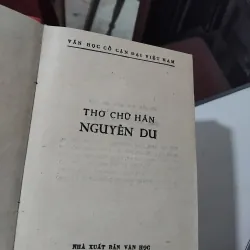 VĂN HỌC CỔ CẬN ĐẠI VIỆT NAM
THƠ CHỮ HÁN
NGUYỄN DU
NHÀ XUẤT BẢN VĂN HỌC